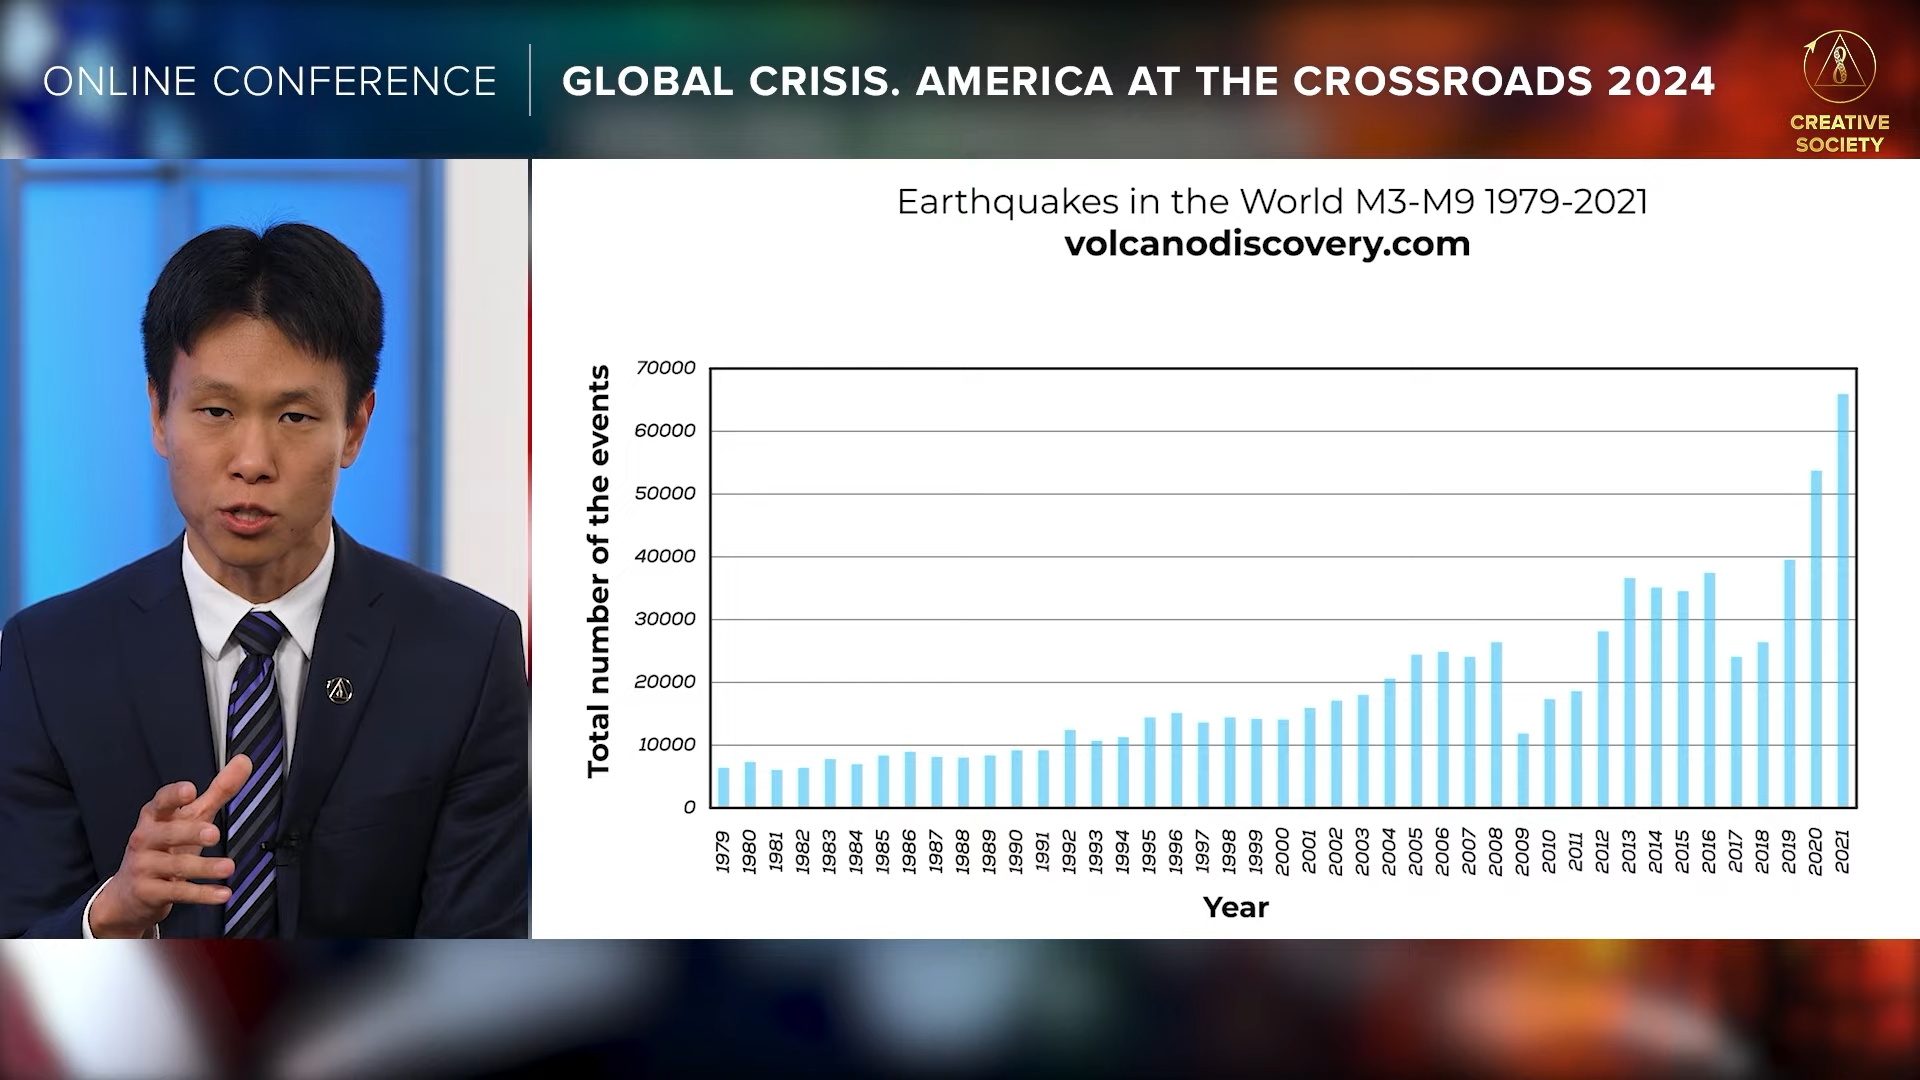 ONLINE CONFERENCE
GLOBAL CRISIS. AMERICA AT THE CROSSROADS 2024
CREATIVE
SOCIETY
Earthquakes in the World M3-M9 1979-2021
volcanodiscovery.com
Total number of the events
70000
60000
50000
40000
30000
20000
10000
0
1979 1980 1981 1982 1983 1984 1985 1986 1987 1988 1989 1990 1991 1992 1993 1994 1995 1996 1997 1998 1999 2000 2001 2002 2003 2004 2005 2006 2007 2008 2009 2010 2011 2012 2013 2014 2015 2016 2017 2018 2019 2020 2021
Year